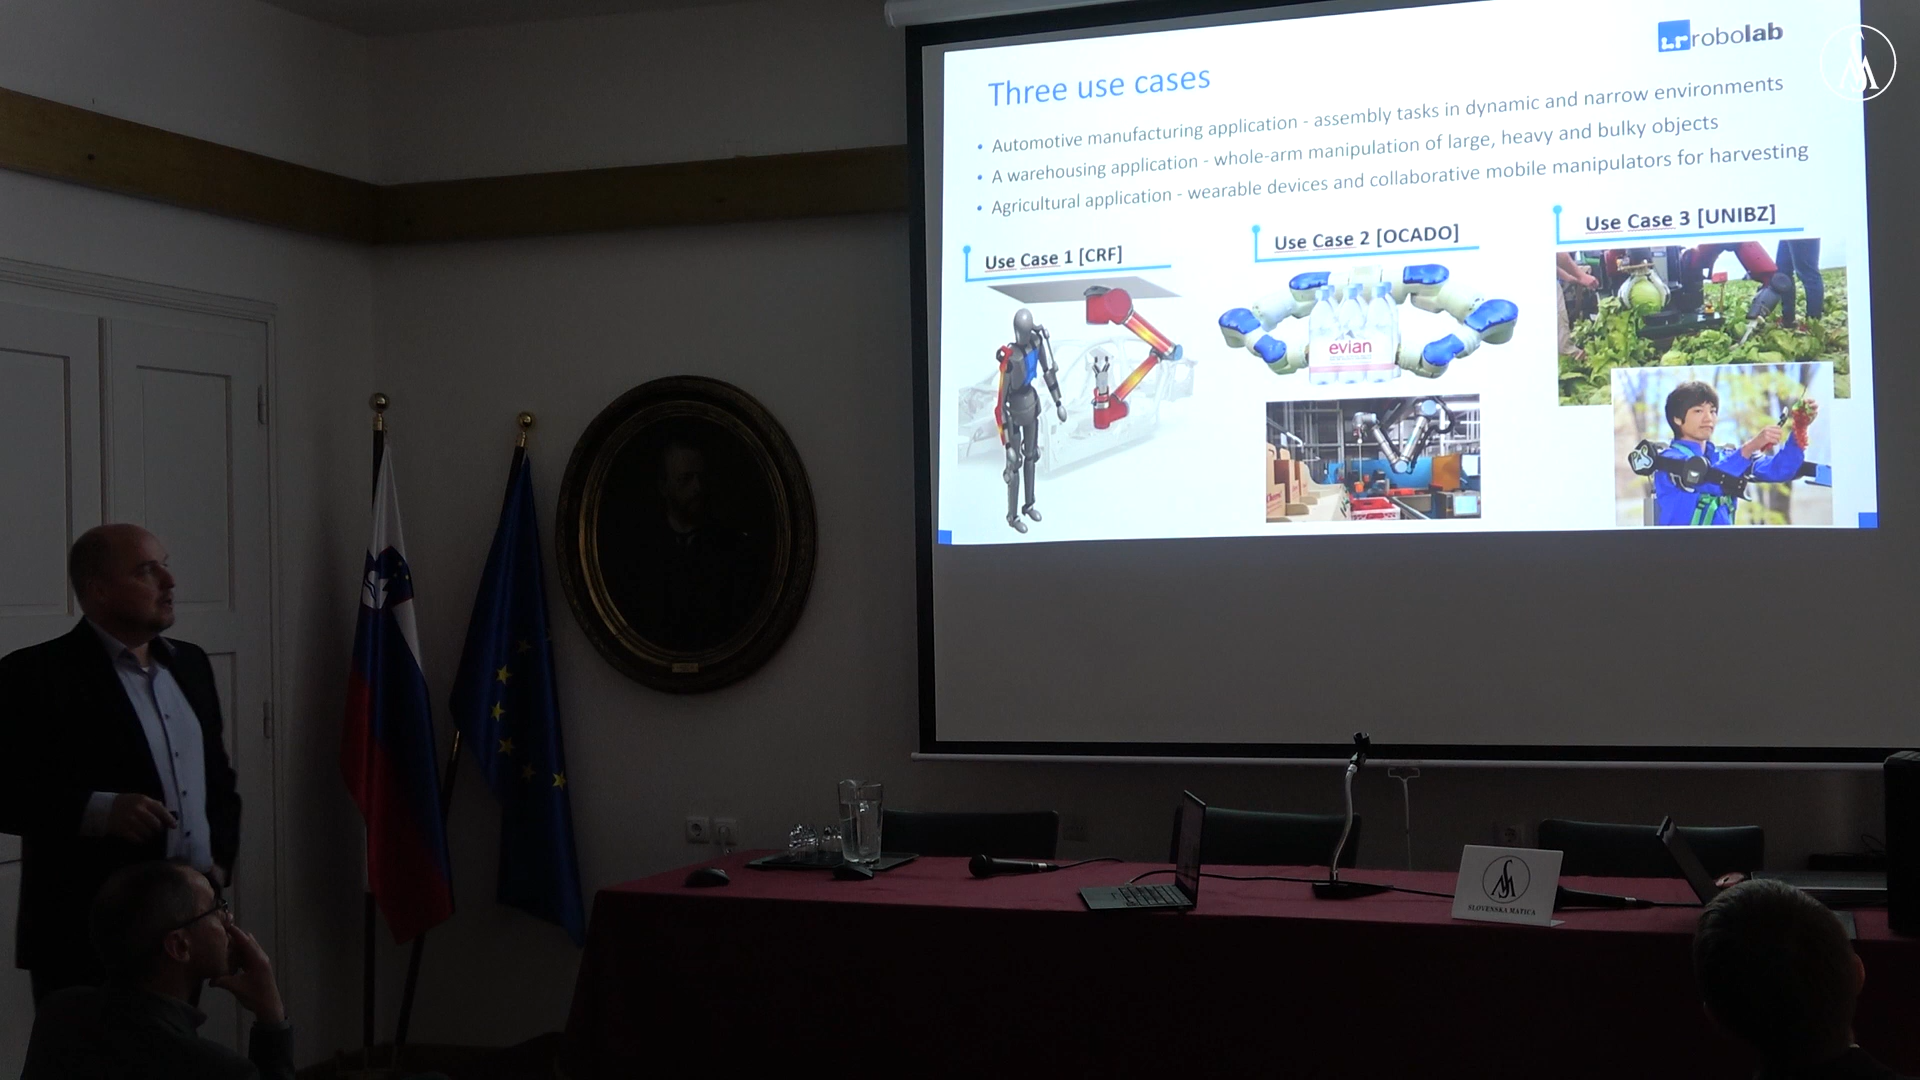 robolab
Three use cases
• Automotive manufacturing application - assembly tasks in dynamic and narrow environments
• A warehousing application - whole-arm manipulation of large, heavy and bulky objects
• Agricultural application - wearable devices and collaborative mobile manipulators for harvesting
Use Case 1 [CRF]
Use Case 2 [OCADO]
Use Case 3 [UNIBZ]
evian
SLOVENSKA MATICA